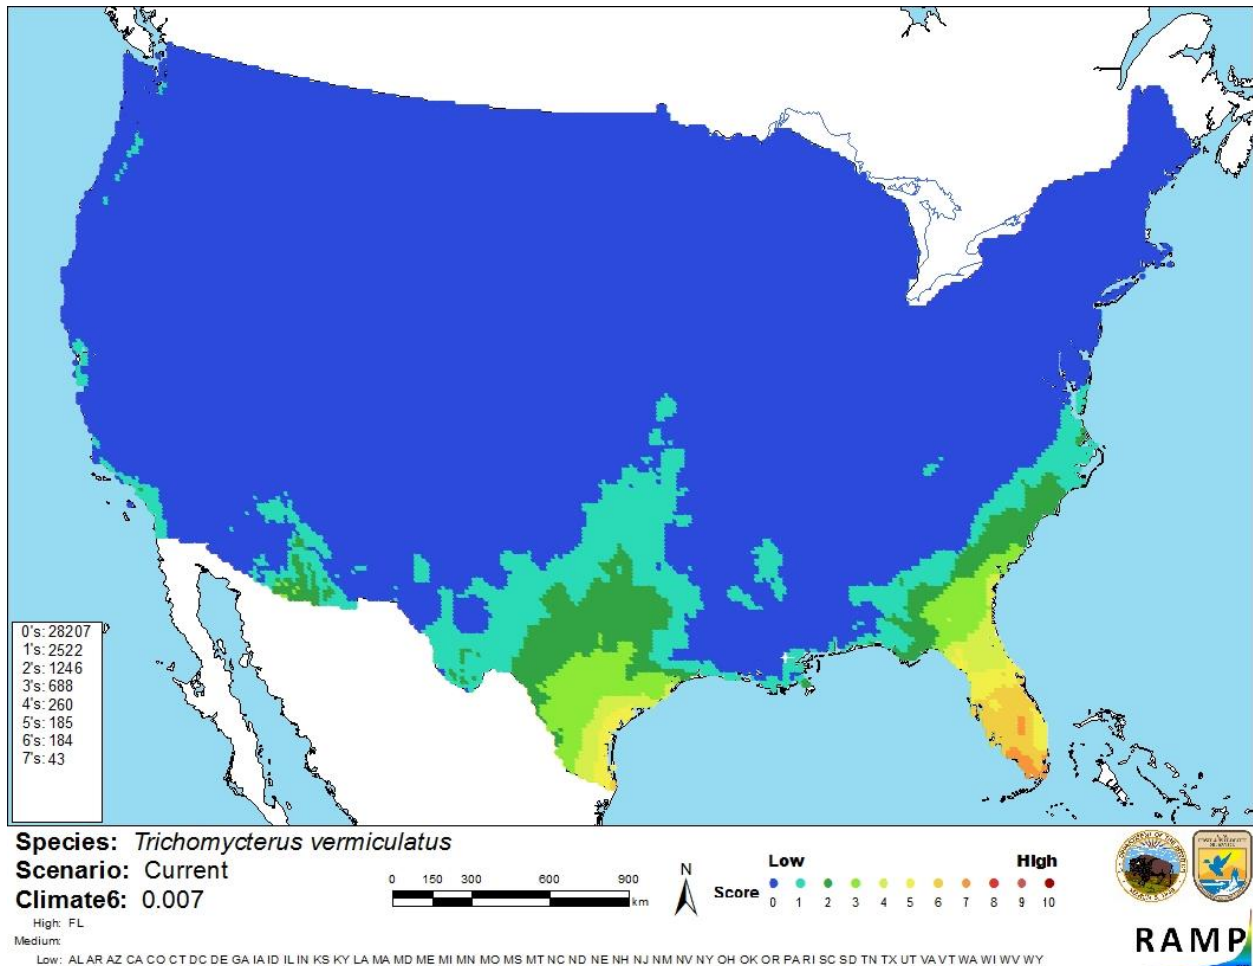 0's: 28207
1's: 2522
2's: 1246
3's: 688
4's: 260
5's: 185
6's: 184
7's: 43
Species: Trichomycterus vermiculatus
Scenario: Current
Climate6: 0.007
High: FL
Medium:
Low: AL AR AZ CA CO CT DC DE GA IA ID IL IN KS KY LA MA MD ME MI MN MO MS MT NC ND NE NH NJ NM NV NY OH OK OR PA RI SC SD TN TX UT VA VT WA WI WV WY
0 150 300 600 900
km
N
Low High
Score
0 1 2 3 4 5 6 7 8 9 10
RAMP